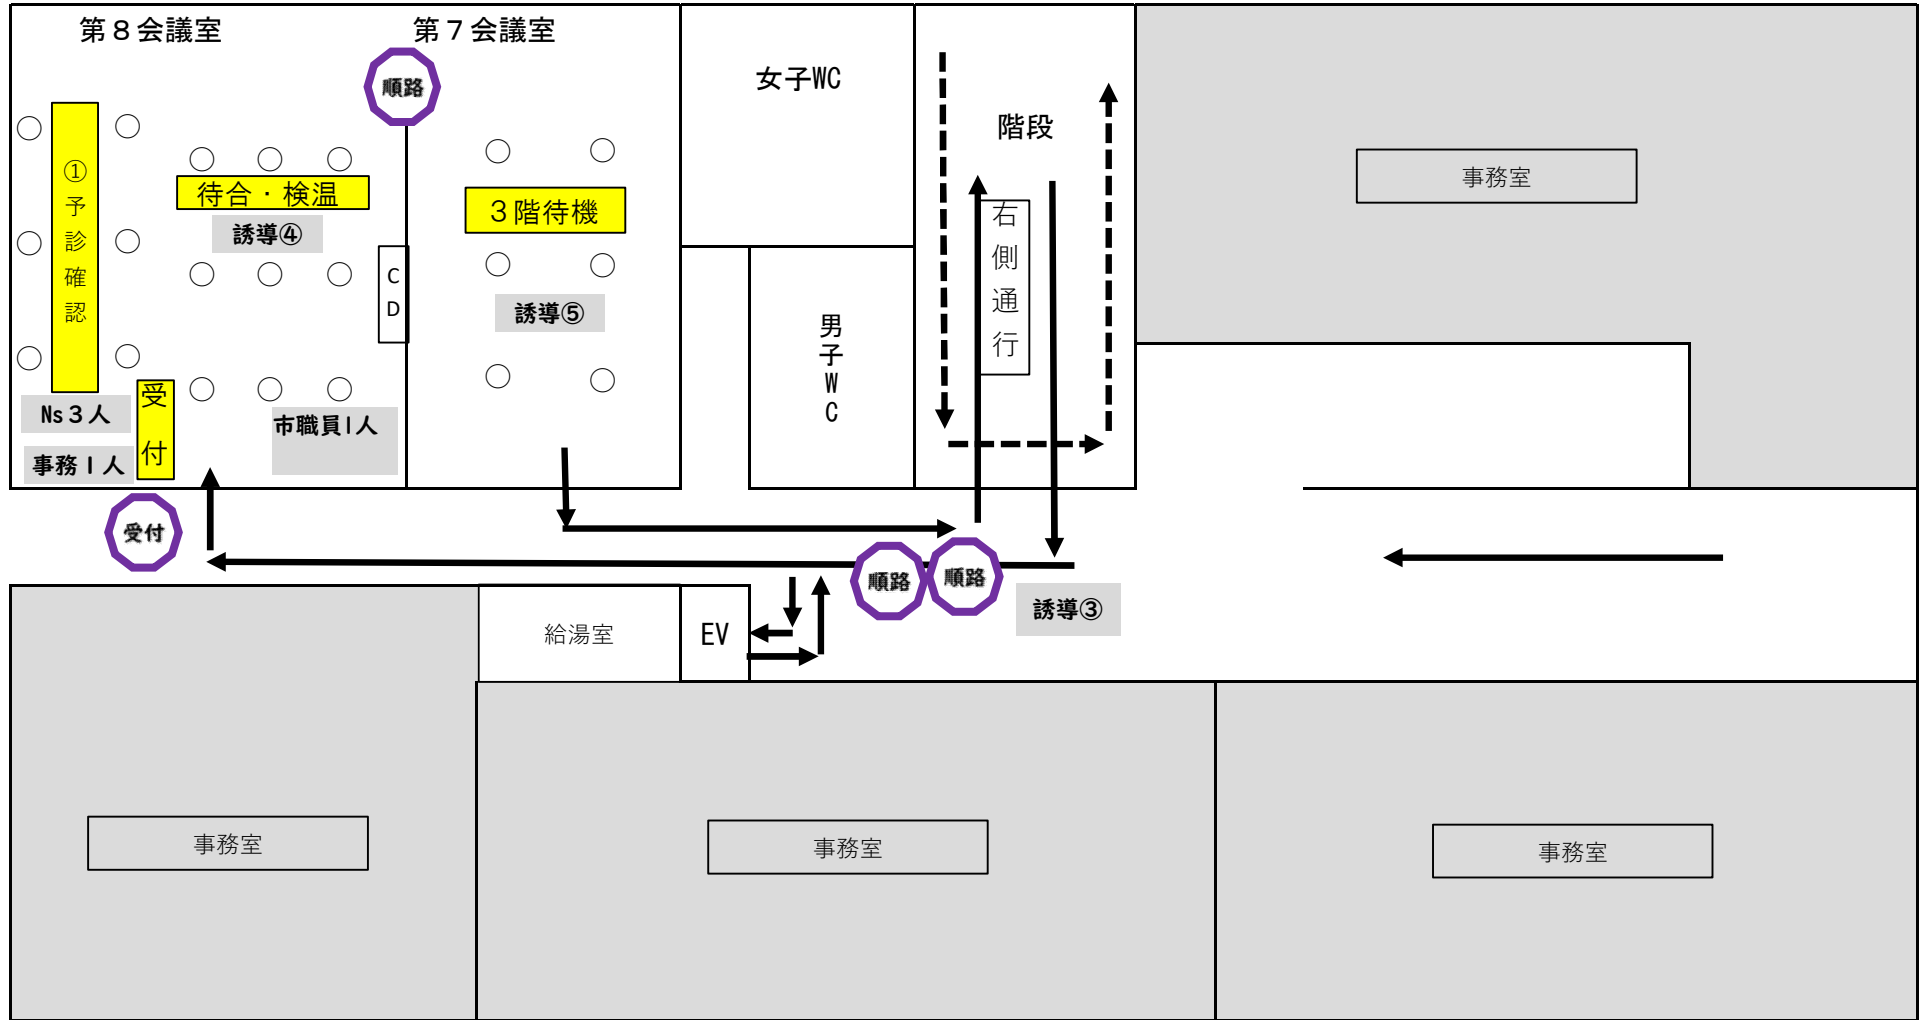 第８会議室
第７会議室
順路
女子WC
階段
事務室
①予診確認
待合・検温
誘導④
３階待機
誘導⑤
CD
右側通行
男子WC
受付
Ns３人
事務１人
市職員1人
受付
順路
順路
誘導③
給湯室
EV
事務室
事務室
事務室